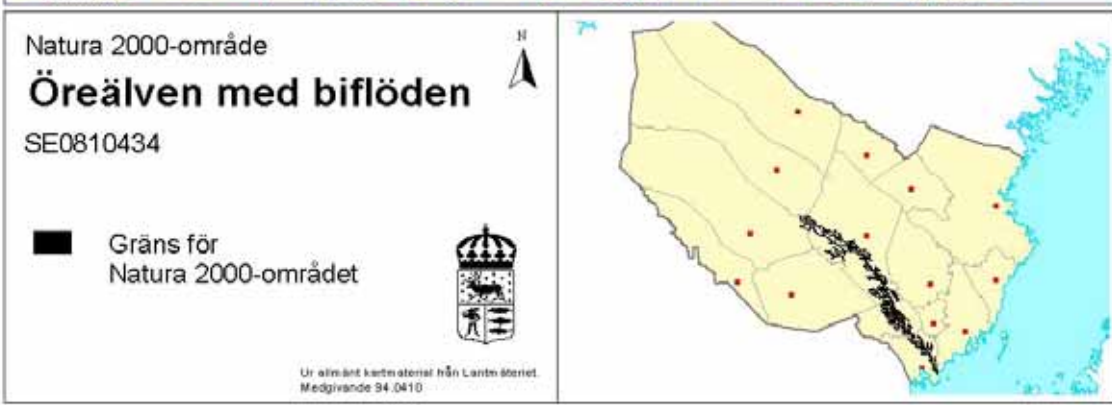 Natura 2000-område
Öreälven med biflöden
SE0810434
N
Gräns för
Natura 2000-området
Ur allmänt kartmaterial från Lantmäteriet.
Medgivande 94.0410